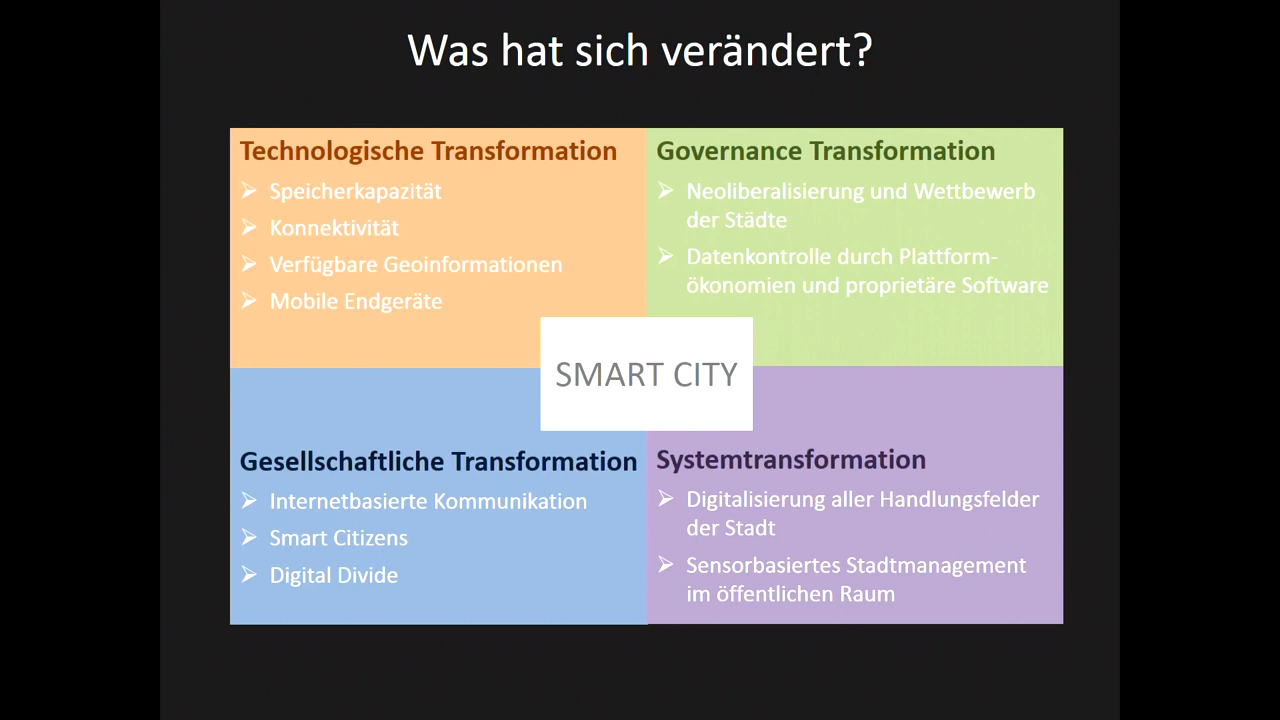 Was hat sich verändert?
Technologische Transformation
➢ Speicherkapazität
➢ Konnektivität
➢ Verfügbare Geoinformationen
➢ Mobile Endgeräte
Governance Transformation
➢ Neoliberalisierung und Wettbewerb
der Städte
➢ Datenkontrolle durch Plattform-
ökonomien und proprietäre Software
SMART CITY
Gesellschaftliche Transformation
➢ Internetbasierte Kommunikation
➢ Smart Citizens
➢ Digital Divide
Systemtransformation
➢ Digitalisierung aller Handlungsfelder
der Stadt
➢ Sensorbasiertes Stadtmanagement
im öffentlichen Raum